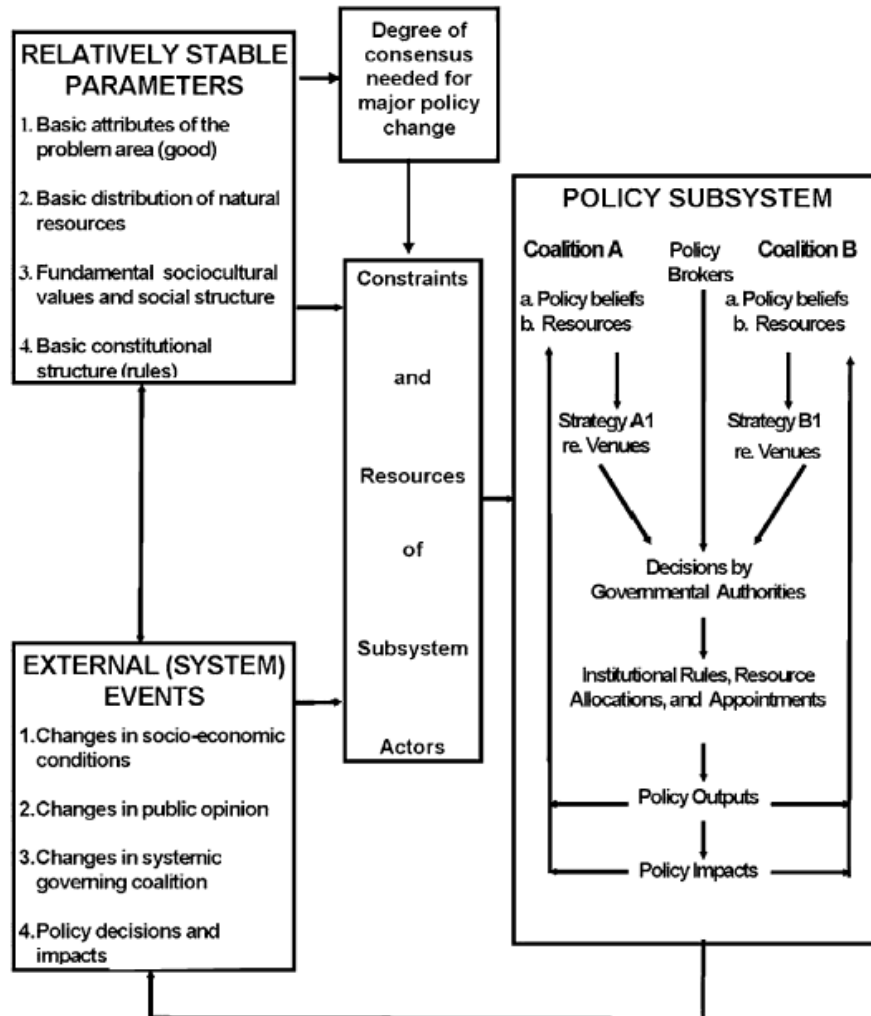 RELATIVELY STABLE
PARAMETERS
1. Basic attributes of the
problem area (good)
2. Basic distribution of natural
resources
3. Fundamental sociocultural
values and social structure
4. Basic constitutional
structure (rules)
Degree of
consensus
needed for
major policy
change
Constraints
and
Resources
of
Subsystem
Actors
EXTERNAL (SYSTEM)
EVENTS
1. Changes in socio-economic
conditions
2. Changes in public opinion
3. Changes in systemic
governing coalition
4. Policy decisions and
impacts
POLICY SUBSYSTEM
Coalition A
a. Policy beliefs
b. Resources
Strategy A1
re. Venues
Policy
Brokers
Coalition B
a. Policy beliefs
b. Resources
Strategy B1
re. Venues
Decisions by
Governmental Authorities
Institutional Rules, Resource
Allocations, and Appointments
Policy Outputs
Policy Impacts